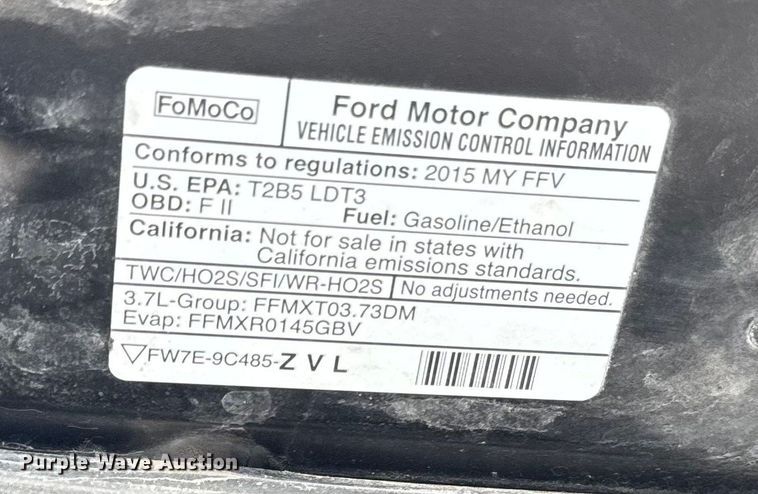 FoMoCo
Ford Motor Company
VEHICLE EMISSION CONTROL INFORMATION
Conforms to regulations: 2015 MY FFV
U.S. EPA: T2B5 LDT3
OBD: F II Fuel: Gasoline/Ethanol
California: Not for sale in states with
California emissions standards.
TWC/HO2S/SFI/WR-HO2S No adjustments needed.
3.7L-Group: FFMXT03.73DM
Evap: FFMXR0145GBV
FW7E-9C485-Z V L
Purple Wave Auction